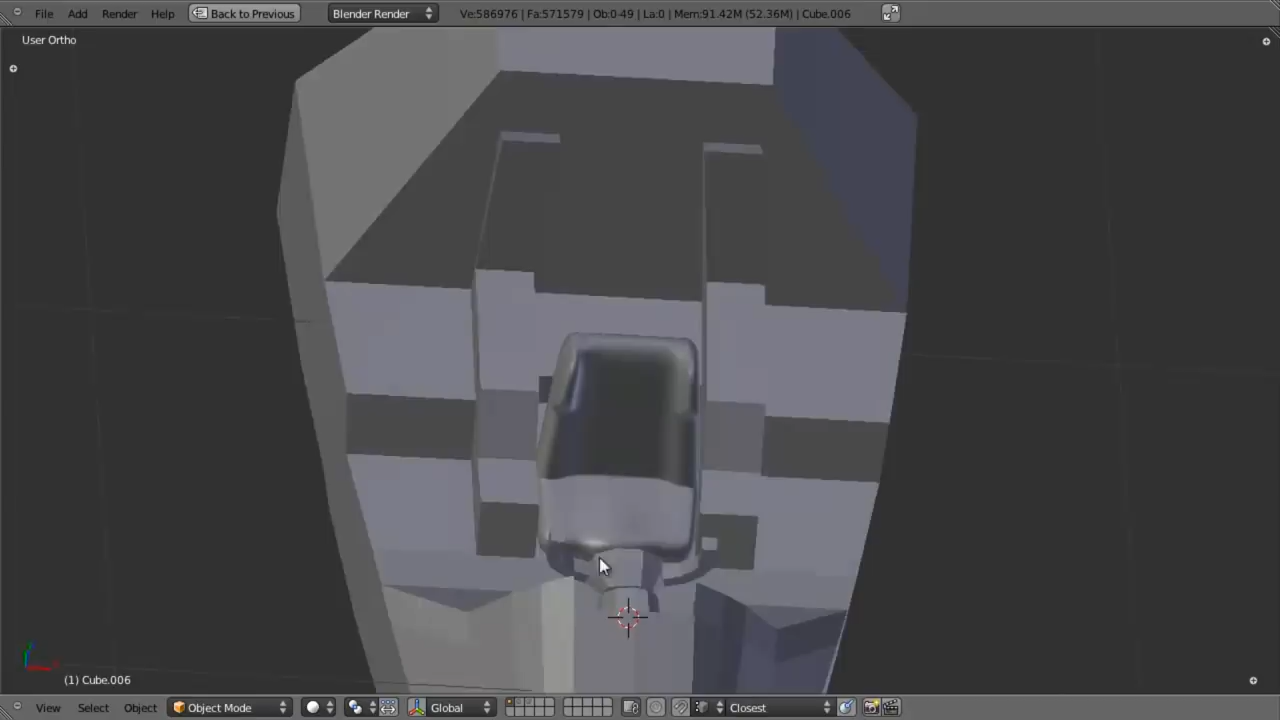 File Add Render Help Back to Previous Blender Render Ve:586976 | Fa:571579 | Ob:0-49 | La:0 | Mem:91.42M (52.36M) | Cube.006
User Ortho
(1) Cube.006
View Select Object Object Mode Global Closest